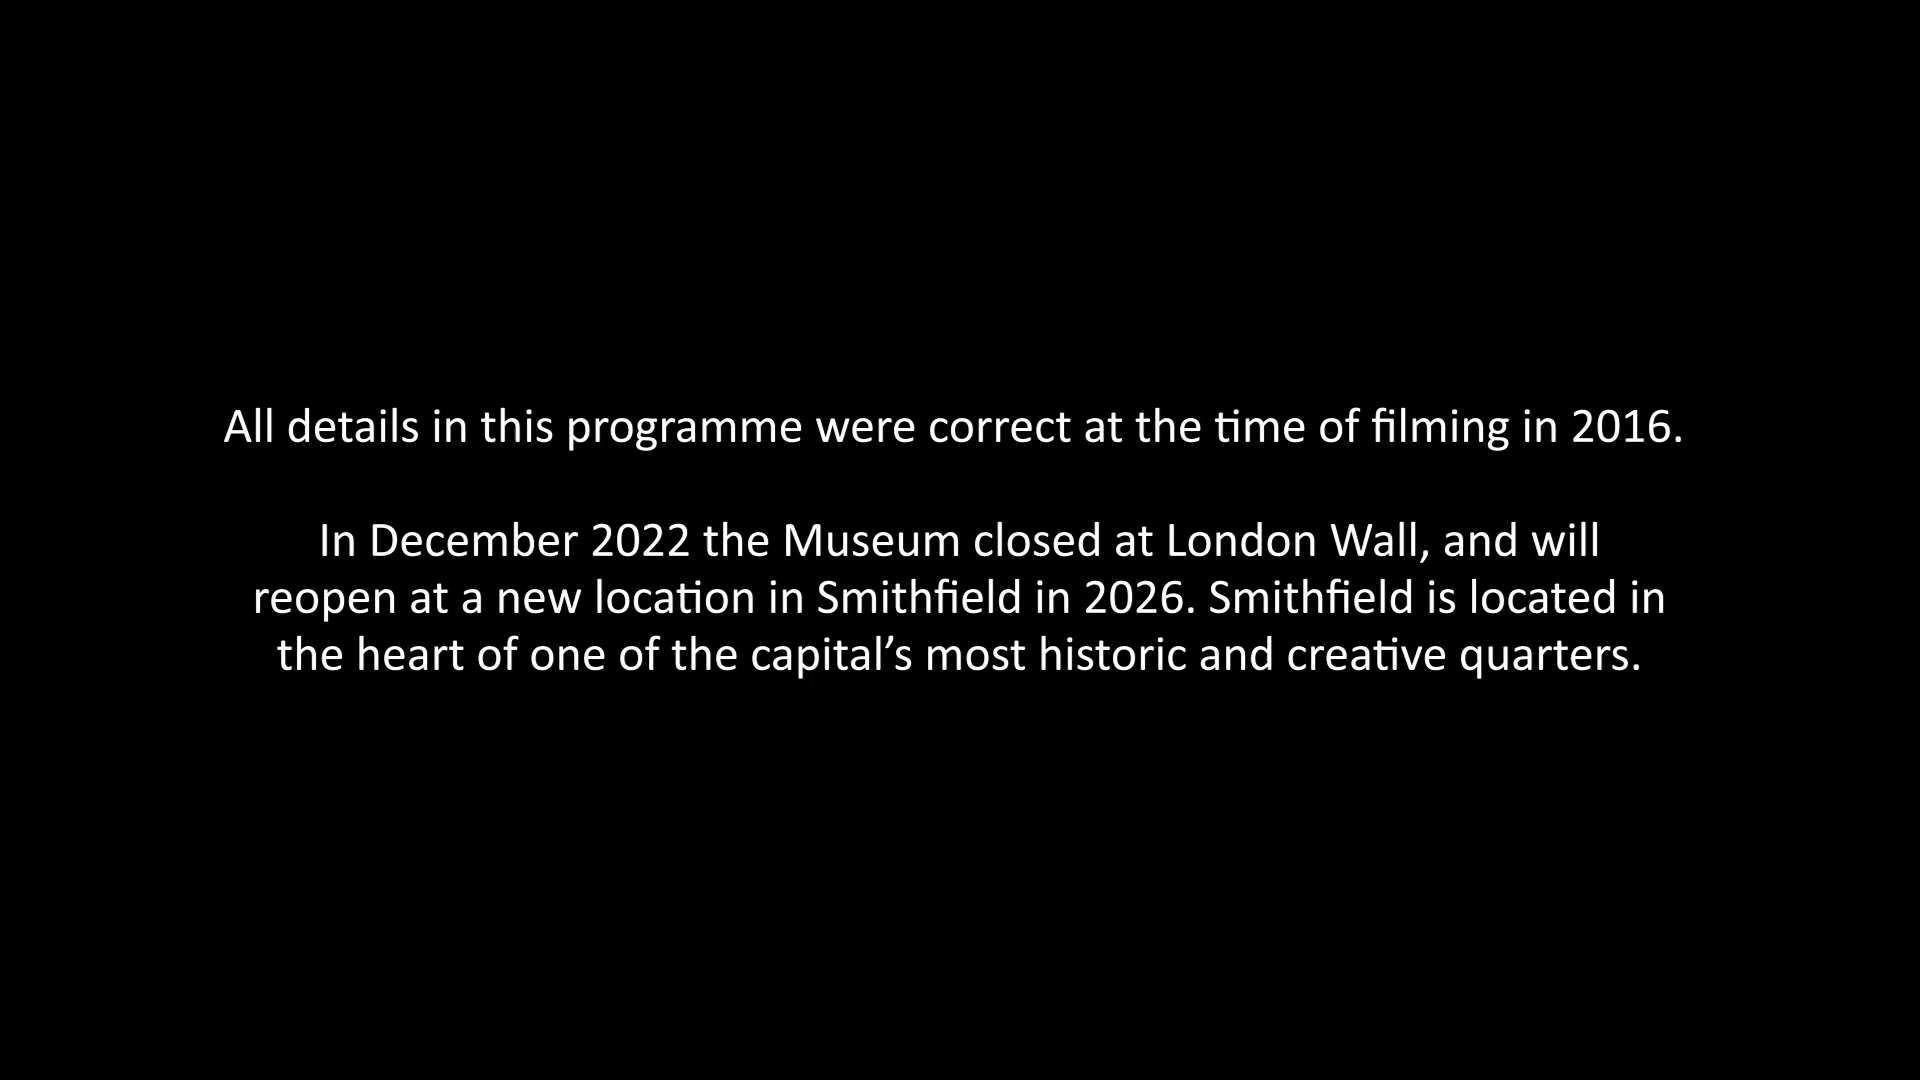 All details in this programme were correct at the time of filming in 2016.
In December 2022 the Museum closed at London Wall, and will
reopen at a new location in Smithfield in 2026. Smithfield is located in
the heart of one of the capital’s most historic and creative quarters.